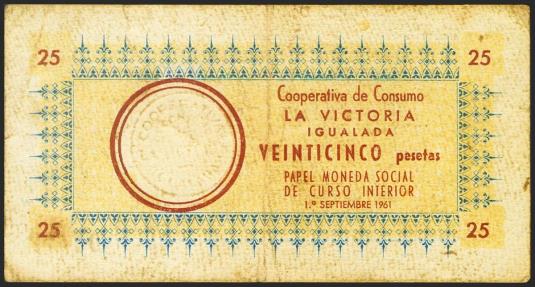 25
25
Cooperativa de Consumo
LA VICTORIA
IGUALADA
VEINTICINCO pesetas
PAPEL MONEDA SOCIAL
DE CURSO INTERIOR
1.º SEPTIEMBRE 1961
25
25